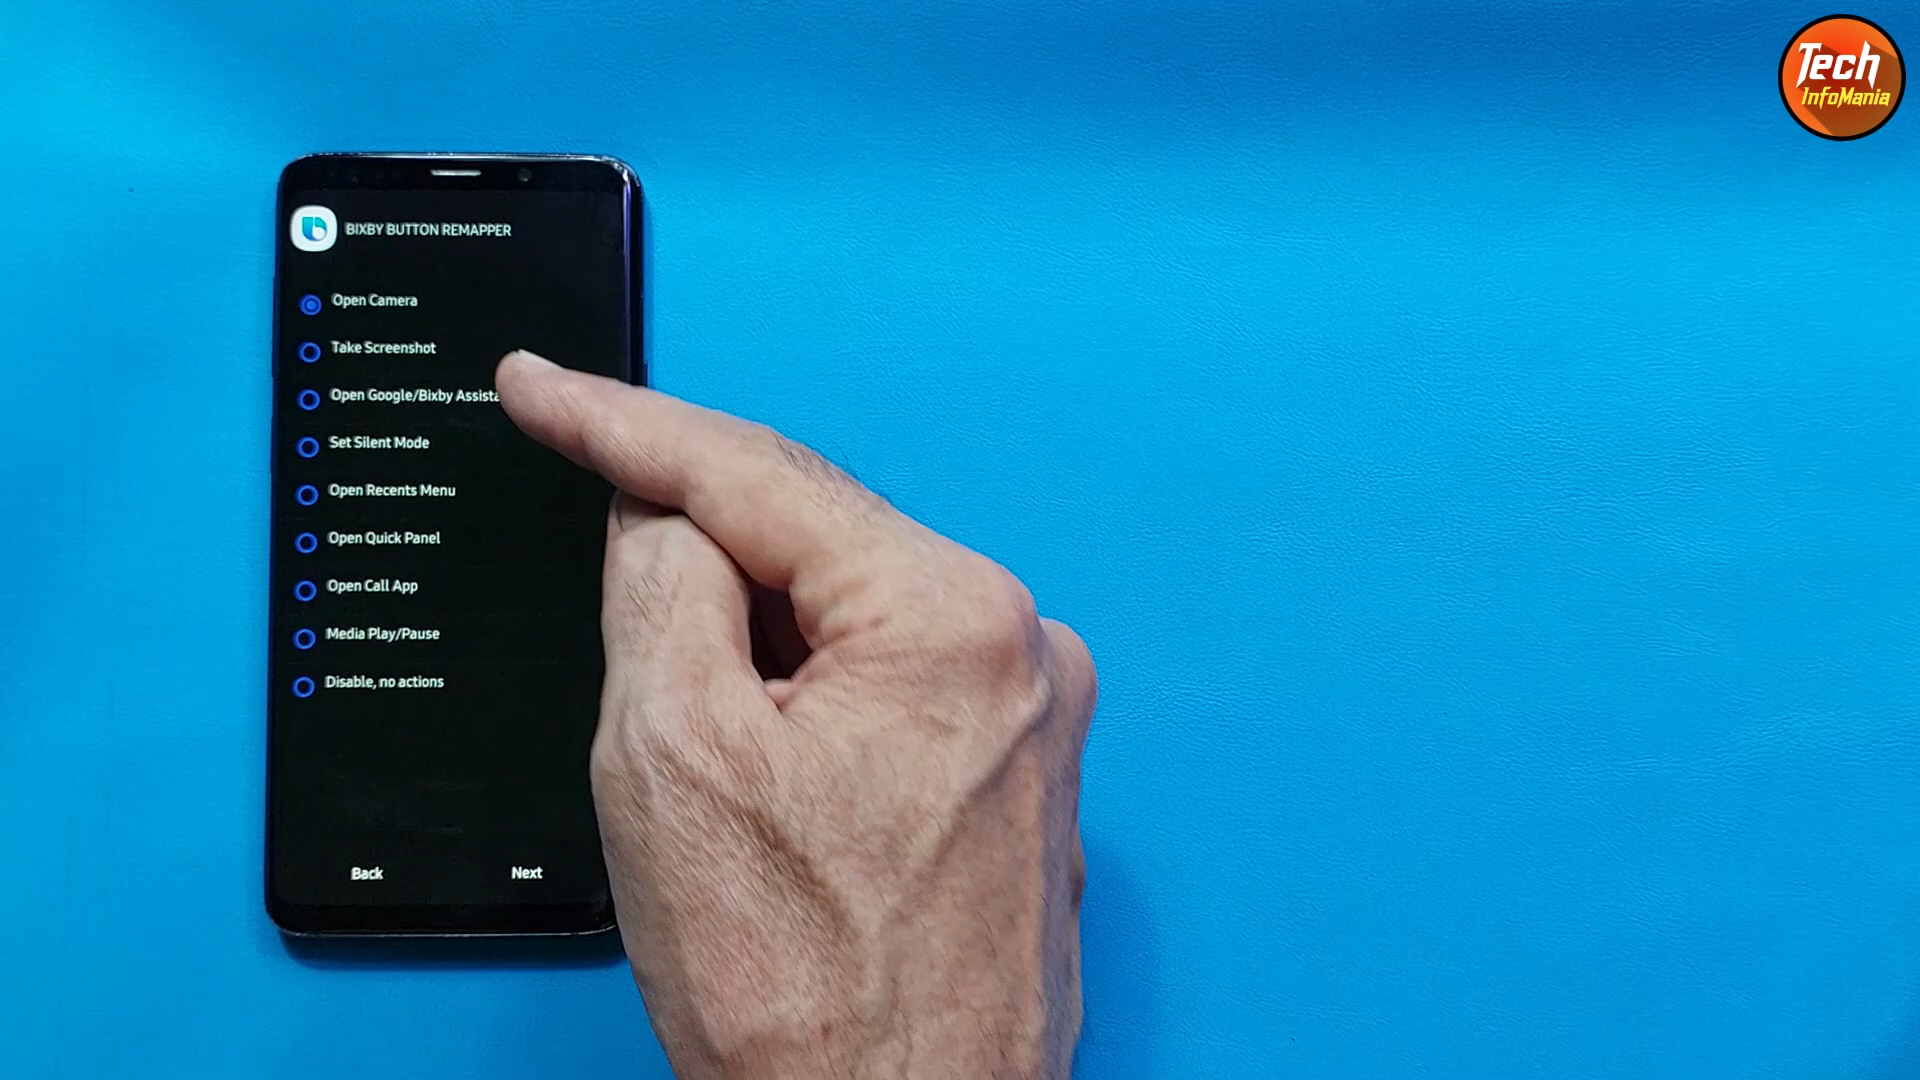 Tech
InfoMania
BIXBY BUTTON REMAPPER
Open Camera
Take Screenshot
Open Google/Bixby
Set Silent Mode
Open Recents Menu
Open Quick Panel
Open Call App
Media Play/Pause
Disable, no actions
Back
Next